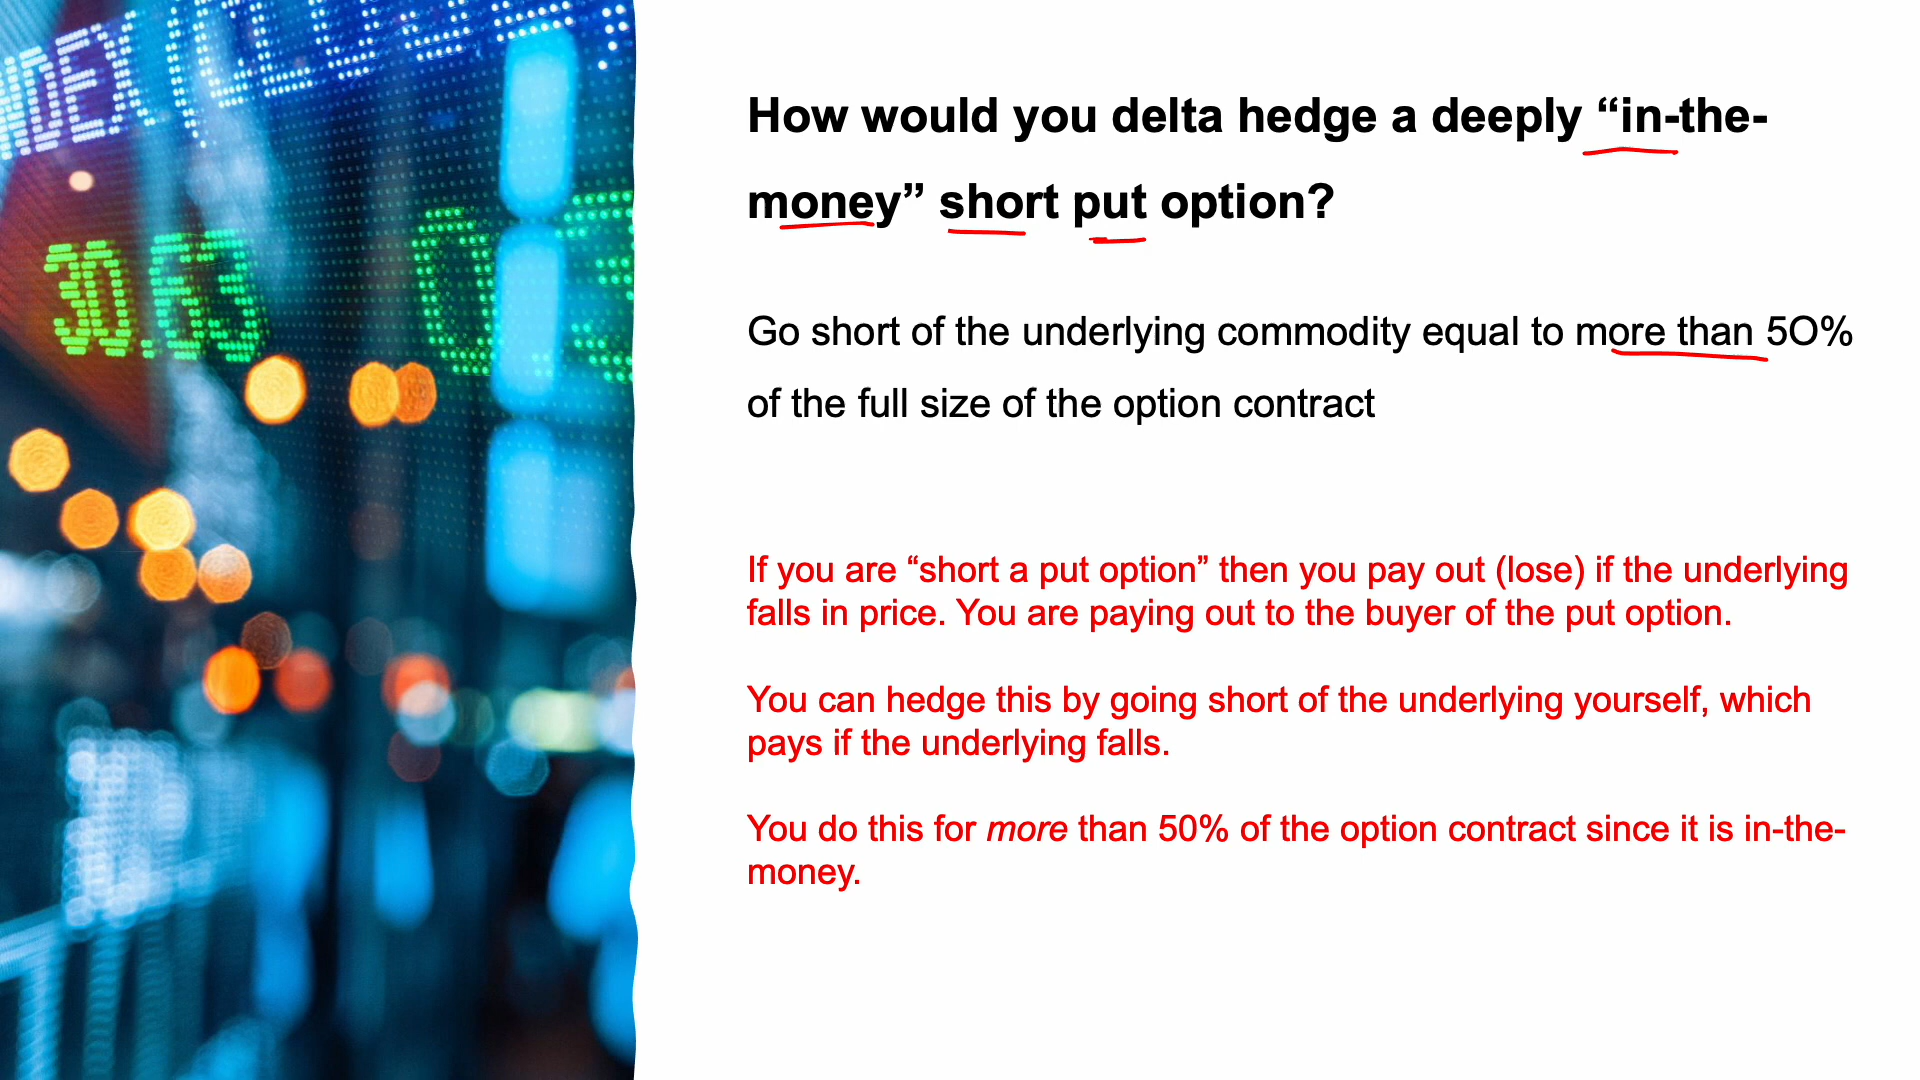 NDEX
30.63
How would you delta hedge a deeply “in-the-
money” short put option?
Go short of the underlying commodity equal to more than 5O%
of the full size of the option contract
If you are “short a put option” then you pay out (lose) if the underlying
falls in price. You are paying out to the buyer of the put option.
You can hedge this by going short of the underlying yourself, which
pays if the underlying falls.
You do this for more than 50% of the option contract since it is in-the-
money.